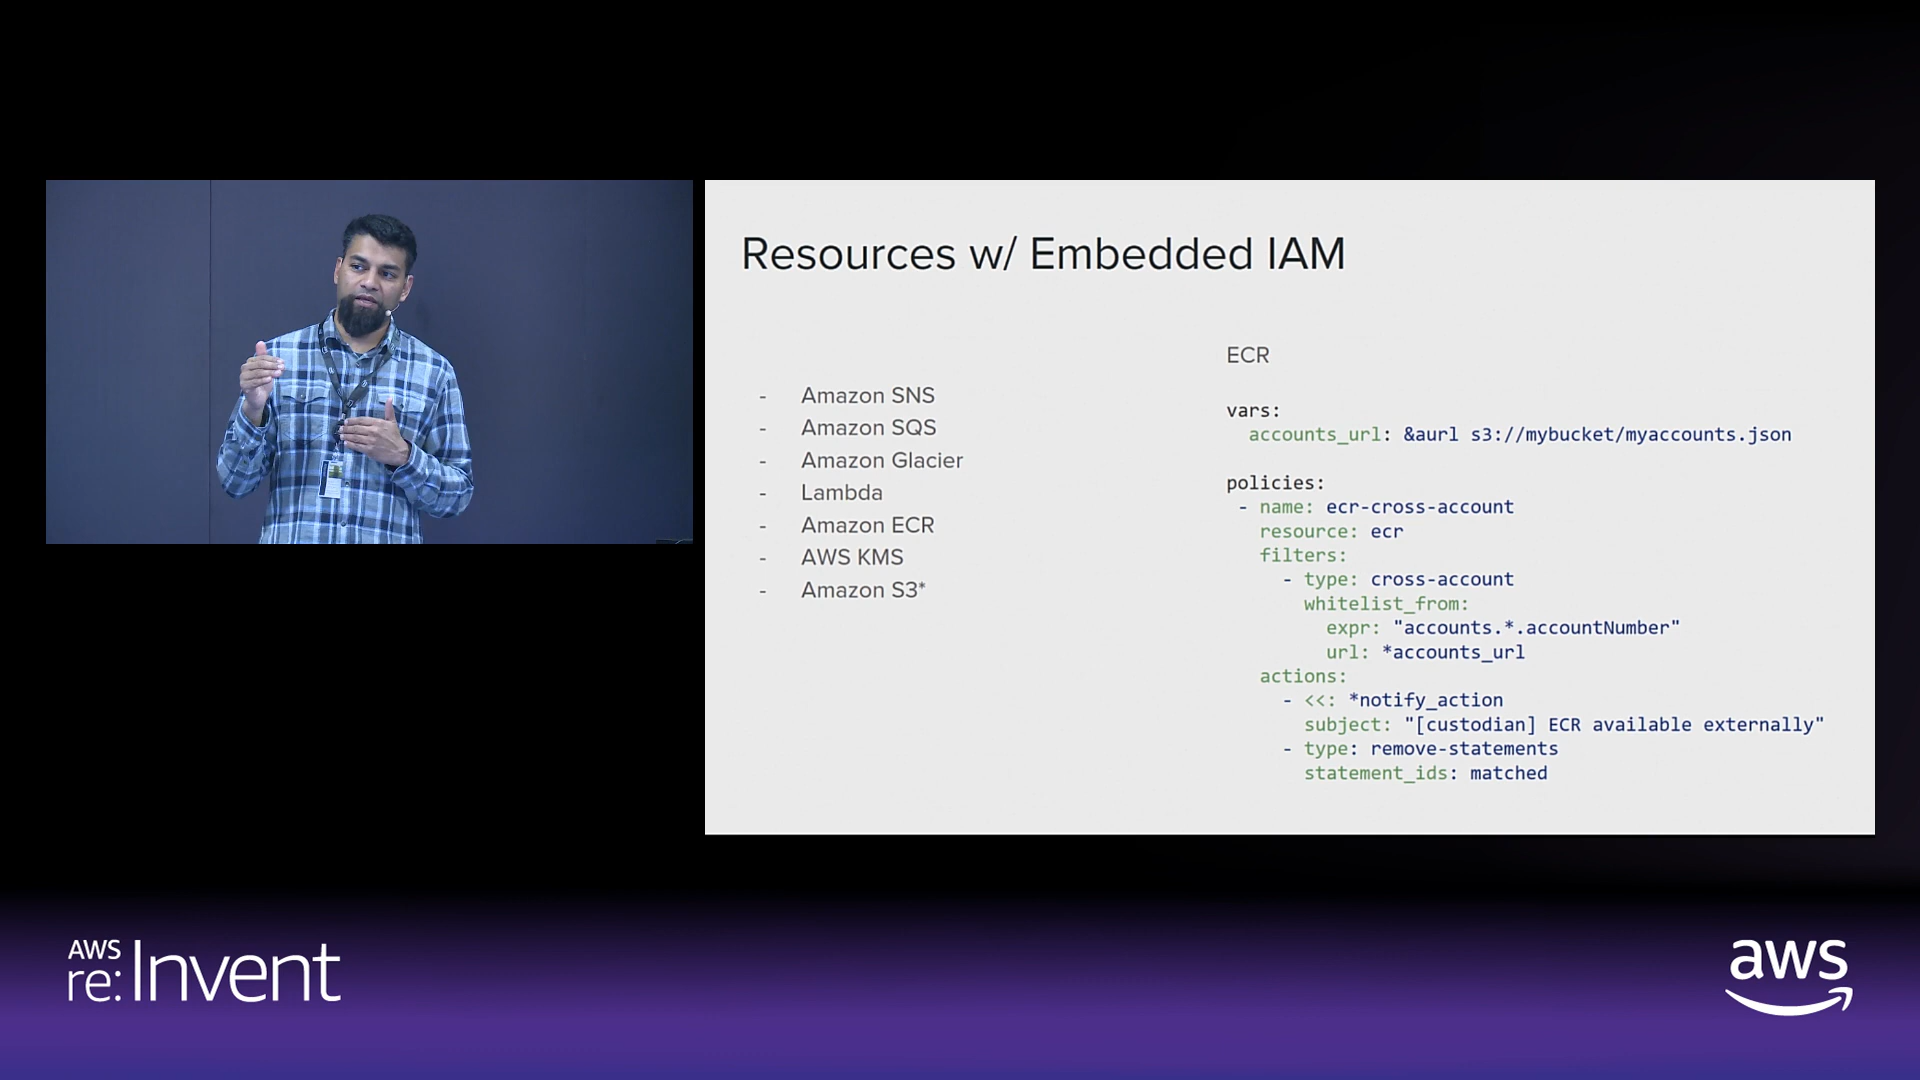 Resources w/ Embedded IAM
- Amazon SNS
- Amazon SQS
- Amazon Glacier
- Lambda
- Amazon ECR
- AWS KMS
- Amazon S3*
ECR
vars:
  accounts_url: &aurl s3://mybucket/myaccounts.json
policies:
 - name: ecr-cross-account
   resource: ecr
   filters:
     - type: cross-account
       whitelist_from:
         expr: "accounts.*.accountNumber"
         url: *accounts_url
   actions:
     - <<: *notify_action
       subject: "[custodian] ECR available externally"
     - type: remove-statements
       statement_ids: matched
AWS
re:Invent
aws